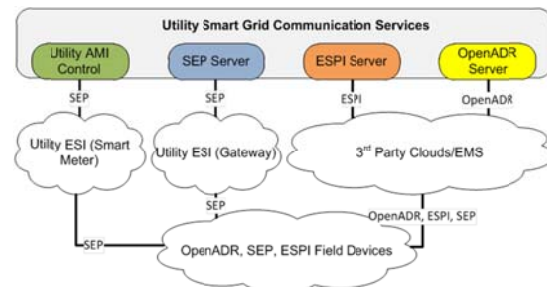 Utility Smart Grid Communication Services
Utility AMI
Control
SEP Server
ESPI Server
OpenADR
Server
SEP
SEP
ESPI
OpenADR
Utility ESI (Smart
Meter)
Utility ESI (Gateway)
3rd Party Clouds/EMS
SEP
OpenADR, ESPI, SEP
SEP
OpenADR, SEP, ESPI Field Devices